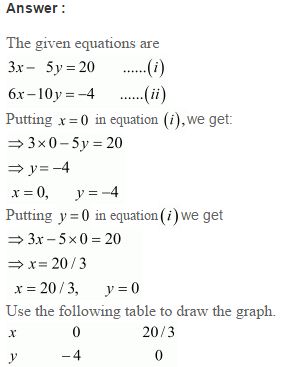 Answer :
The given equations are
3x – 5y = 20 ......(i)
6x – 10y = –4 ......(ii)
Putting x = 0 in equation (i), we get:
⇒ 3×0 – 5y = 20
⇒ y = –4
x = 0, y = –4
Putting y = 0 in equation (i) we get
⇒ 3x – 5×0 = 20
⇒ x = 20/3
x = 20/3, y = 0
Use the following table to draw the graph.
x 0 20/3
y –4 0